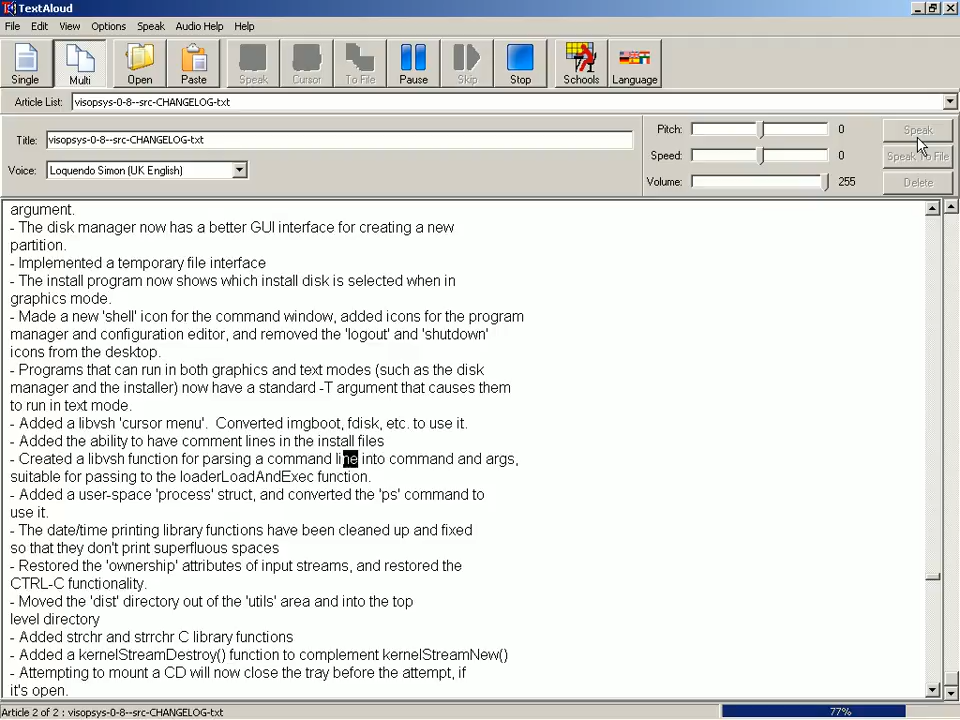 TextAloud
File Edit View Options Speak Audio Help Help
Single Multi Open Paste Speak Cursor To File Pause Skip Stop Schools Language
Article List: visopsys-0-8--src-CHANGELOG-txt
Title: visopsys-0-8--src-CHANGELOG-txt
Voice: Loquendo Simon (UK English)
Pitch: 0 Speak
Speed: 0 Speak To File
Volume: 255 Delete
argument.
- The disk manager now has a better GUI interface for creating a new
partition.
- Implemented a temporary file interface
- The install program now shows which install disk is selected when in
graphics mode.
- Made a new 'shell' icon for the command window, added icons for the program
manager and configuration editor, and removed the 'logout' and 'shutdown'
icons from the desktop.
- Programs that can run in both graphics and text modes (such as the disk
manager and the installer) now have a standard -T argument that causes them
to run in text mode.
- Added a libvsh 'cursor menu'.  Converted imgboot, fdisk, etc. to use it.
- Added the ability to have comment lines in the install files
- Created a libvsh function for parsing a command line into command and args,
suitable for passing to the loaderLoadAndExec function.
- Added a user-space 'process' struct, and converted the 'ps' command to
use it.
- The date/time printing library functions have been cleaned up and fixed
so that they don't print superfluous spaces
- Restored the 'ownership' attributes of input streams, and restored the
CTRL-C functionality.
- Moved the 'dist' directory out of the 'utils' area and into the top
level directory
- Added strchr and strrchr C library functions
- Added a kernelStreamDestroy() function to complement kernelStreamNew()
- Attempting to mount a CD will now close the tray before the attempt, if
it's open.
Article 2 of 2 : visopsys-0-8--src-CHANGELOG-txt 77%